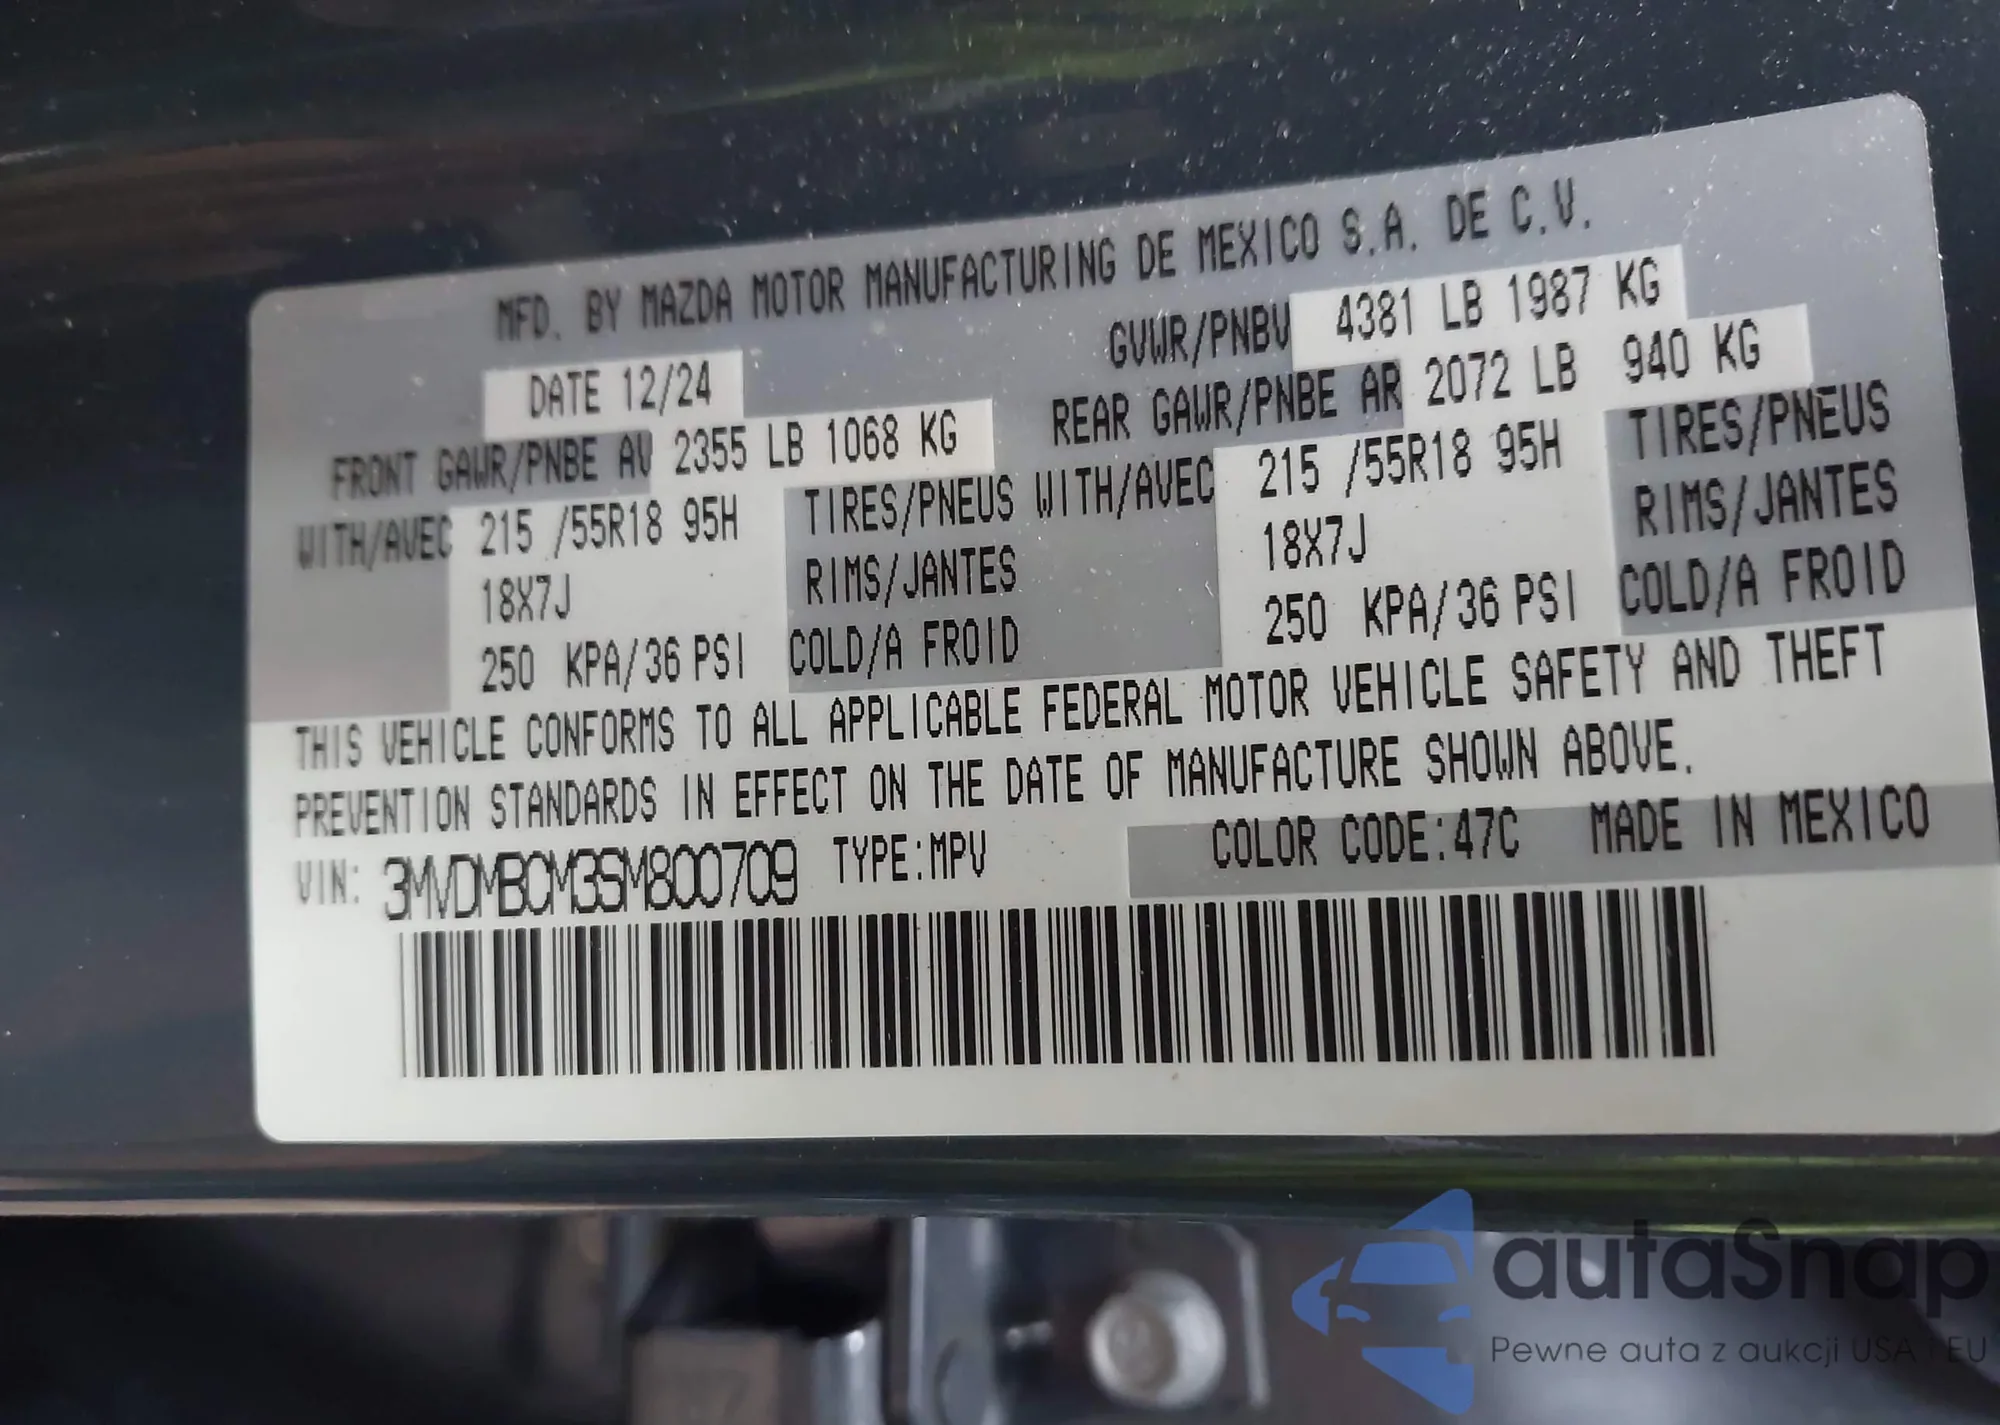 MFD. BY MAZDA MOTOR MANUFACTURING DE MEXICO S.A. DE C.V.
DATE 12/24 GVWR/PNBV 4381 LB 1987 KG
FRONT GAWR/PNBE AV 2355 LB 1068 KG REAR GAWR/PNBE AR 2072 LB 940 KG
WITH/AVEC 215 /55R18 95H TIRES/PNEUS WITH/AVEC 215 /55R18 95H TIRES/PNEUS
18X7J RIMS/JANTES 18X7J RIMS/JANTES
250 KPA/36 PSI COLD/A FROID 250 KPA/36 PSI COLD/A FROID
THIS VEHICLE CONFORMS TO ALL APPLICABLE FEDERAL MOTOR VEHICLE SAFETY AND THEFT
PREVENTION STANDARDS IN EFFECT ON THE DATE OF MANUFACTURE SHOWN ABOVE.
VIN: 3MVDMBCM3SM800709 TYPE:MPV COLOR CODE:47C MADE IN MEXICO
autaSnap
Pewne auta z aukcji USA i EU